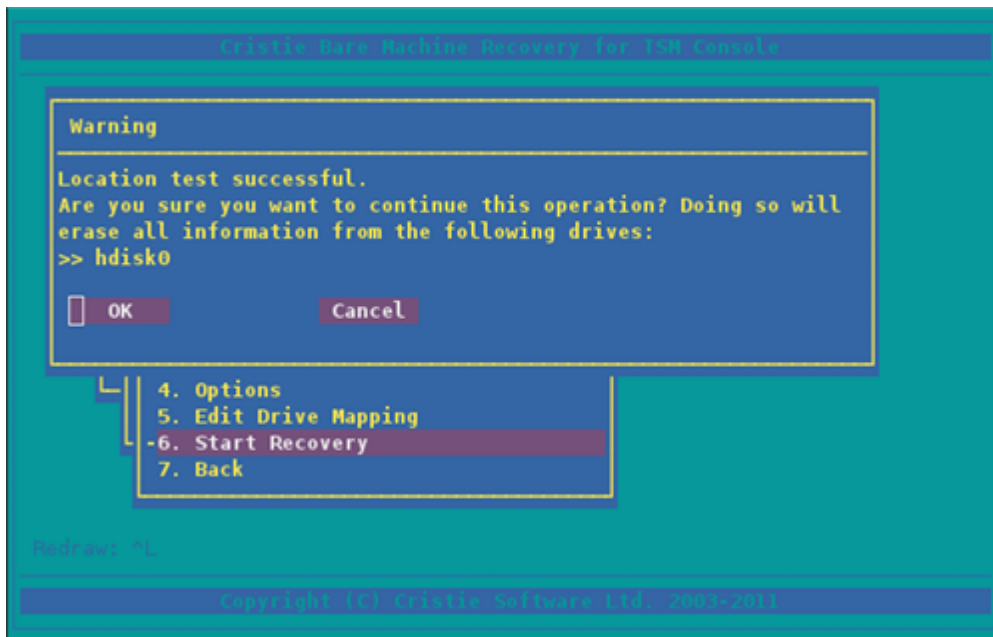 Cristie Bare Machine Recovery for TSM Console
Warning
Location test successful.
Are you sure you want to continue this operation? Doing so will
erase all information from the following drives:
>> hdisk0
OK Cancel
4. Options
5. Edit Drive Mapping
-6. Start Recovery
7. Back
Redraw: ^L
Copyright (C) Cristie Software Ltd. 2003-2011